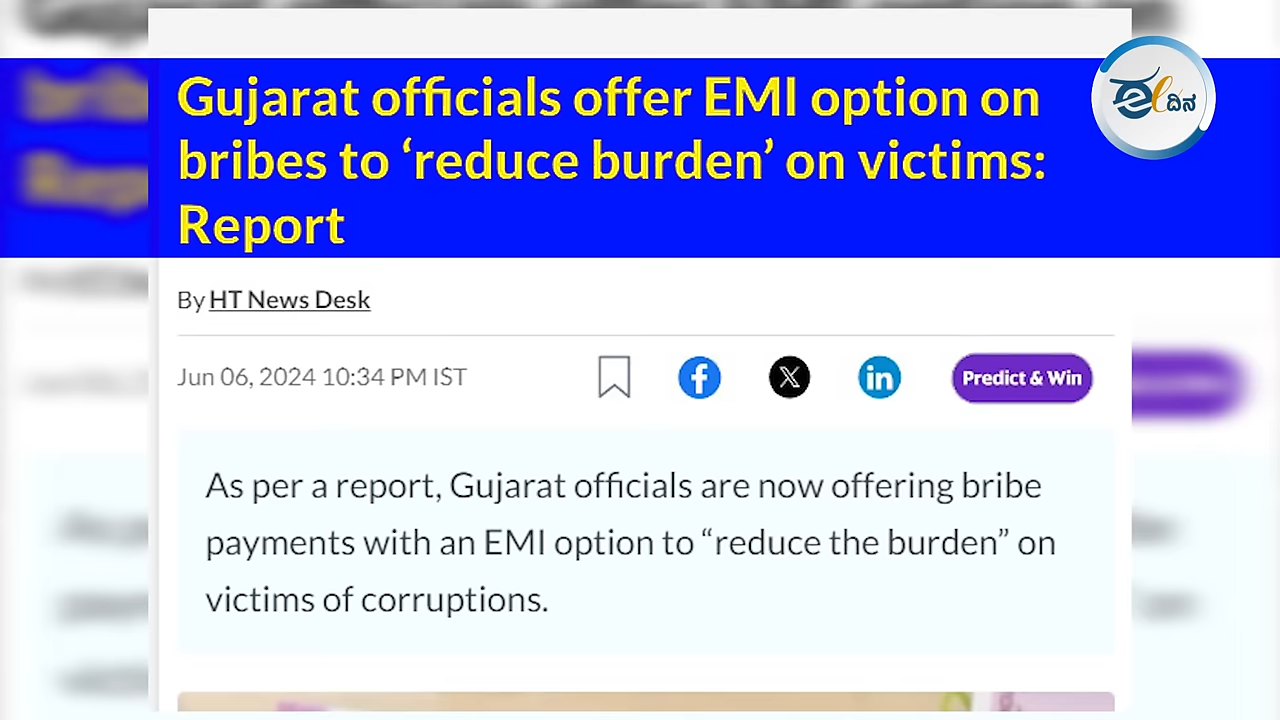 Gujarat officials offer EMI option on
bribes to ‘reduce burden’ on victims:
Report
ಈದಿನ
By HT News Desk
Jun 06, 2024 10:34 PM IST
Predict & Win
As per a report, Gujarat officials are now offering bribe
payments with an EMI option to “reduce the burden” on
victims of corruptions.